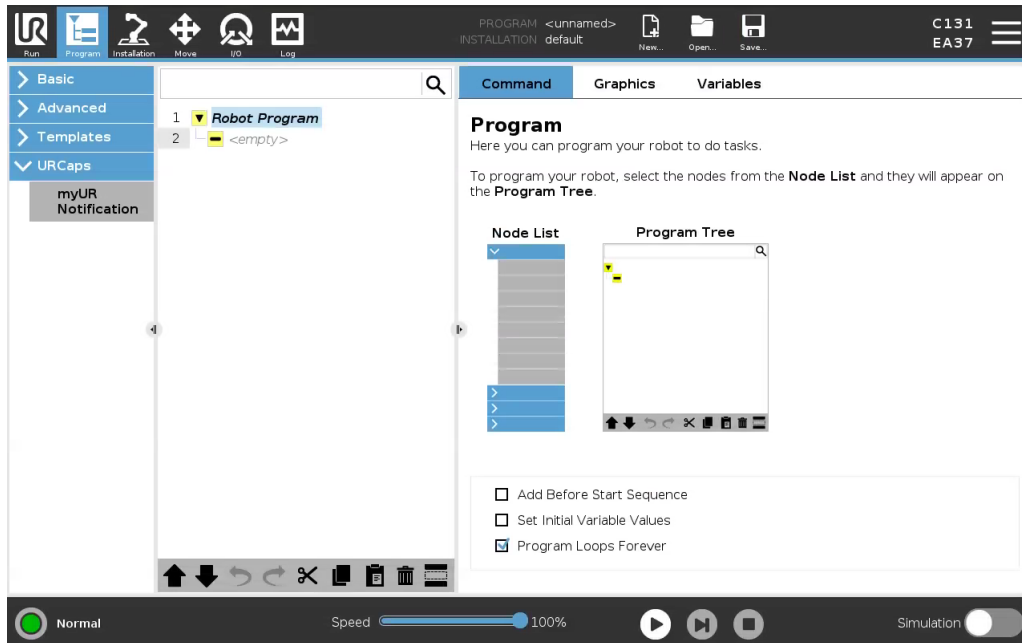 UR
PROGRAM <unnamed>
INSTALLATION default
C131
EA37
Run
Program
Installation
Move
I/O
Log
New...
Open...
Save...
Basic
Advanced
Templates
URCaps
myUR
Notification
1 Robot Program
2 <empty>
Command
Graphics
Variables
Program
Here you can program your robot to do tasks.
To program your robot, select the nodes from the Node List and they will appear on
the Program Tree.
Node List
Program Tree
Add Before Start Sequence
Set Initial Variable Values
Program Loops Forever
Normal
Speed
100%
Simulation